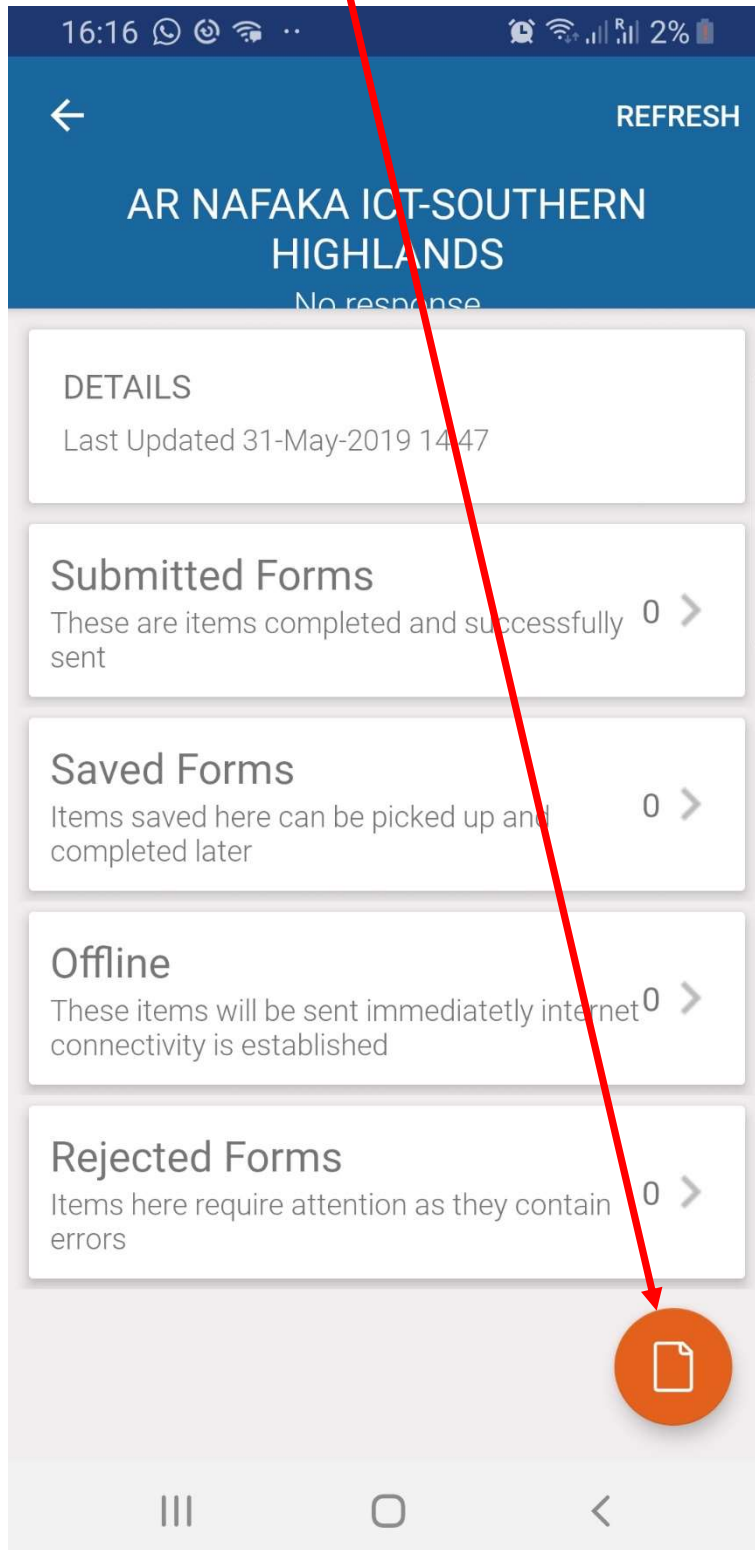 16:16 2%
REFRESH
AR NAFAKA ICT-SOUTHERN
HIGHLANDS
No response
DETAILS
Last Updated 31-May-2019 14:47
Submitted Forms
These are items completed and successfully
sent
0
Saved Forms
Items saved here can be picked up and
completed later
0
Offline
These items will be sent immediatetly internet
connectivity is established
0
Rejected Forms
Items here require attention as they contain
errors
0